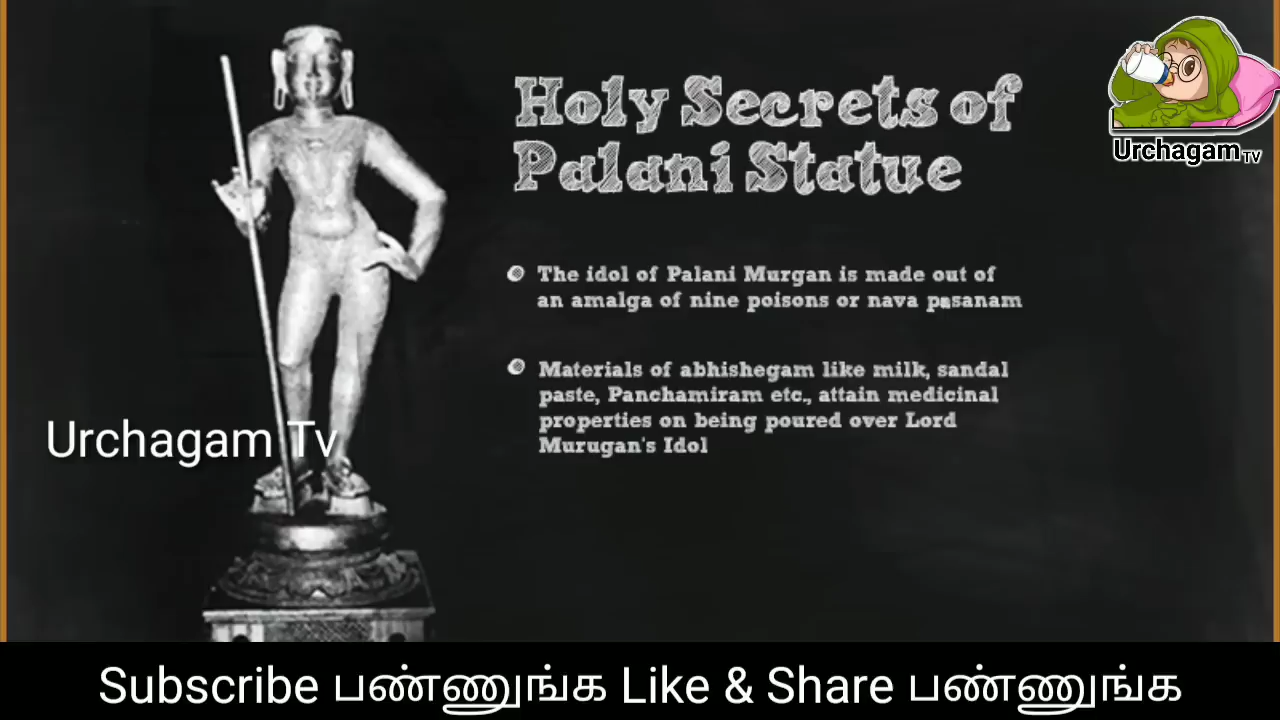 Holy Secrets of
Palani Statue
The idol of Palani Murgan is made out of
an amalga of nine poisons or nava pasanam
Materials of abhishegam like milk, sandal
paste, Panchamiram etc., attain medicinal
properties on being poured over Lord
Murugan's Idol
Urchagam TV
Urchagam Tv
Subscribe பண்ணுங்க Like & Share பண்ணுங்க